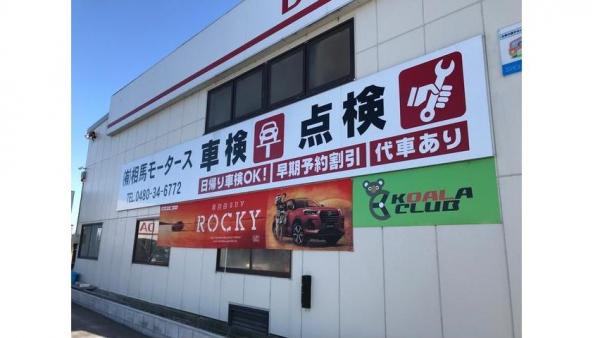 ㈲相馬モータース
TEL.0480-34-6772
車検
点検
日帰り車検OK!
早期予約割引
代車あり
ROCKY
KOALA
CLUB